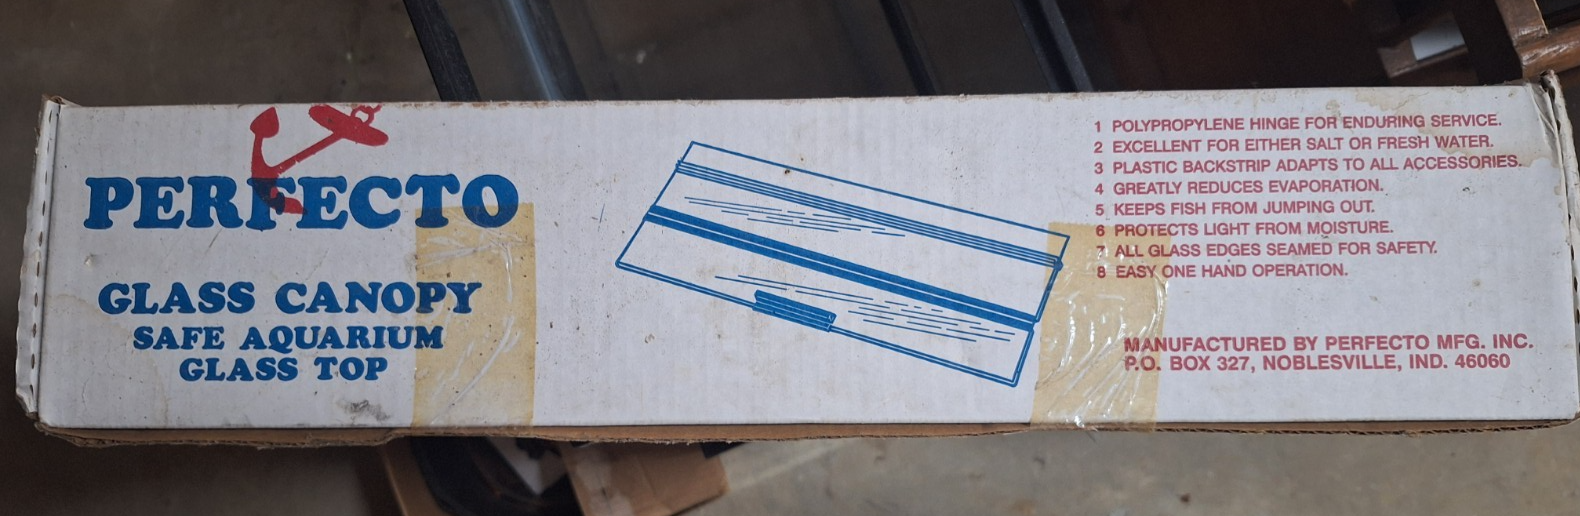 PERFECTO
GLASS CANOPY
SAFE AQUARIUM
GLASS TOP
1 POLYPROPYLENE HINGE FOR ENDURING SERVICE.
2 EXCELLENT FOR EITHER SALT OR FRESH WATER.
3 PLASTIC BACKSTRIP ADAPTS TO ALL ACCESSORIES.
4 GREATLY REDUCES EVAPORATION.
5 KEEPS FISH FROM JUMPING OUT.
6 PROTECTS LIGHT FROM MOISTURE.
7 ALL GLASS EDGES SEAMED FOR SAFETY.
8 EASY ONE HAND OPERATION.
MANUFACTURED BY PERFECTO MFG. INC.
P.O. BOX 327, NOBLESVILLE, IND. 46060